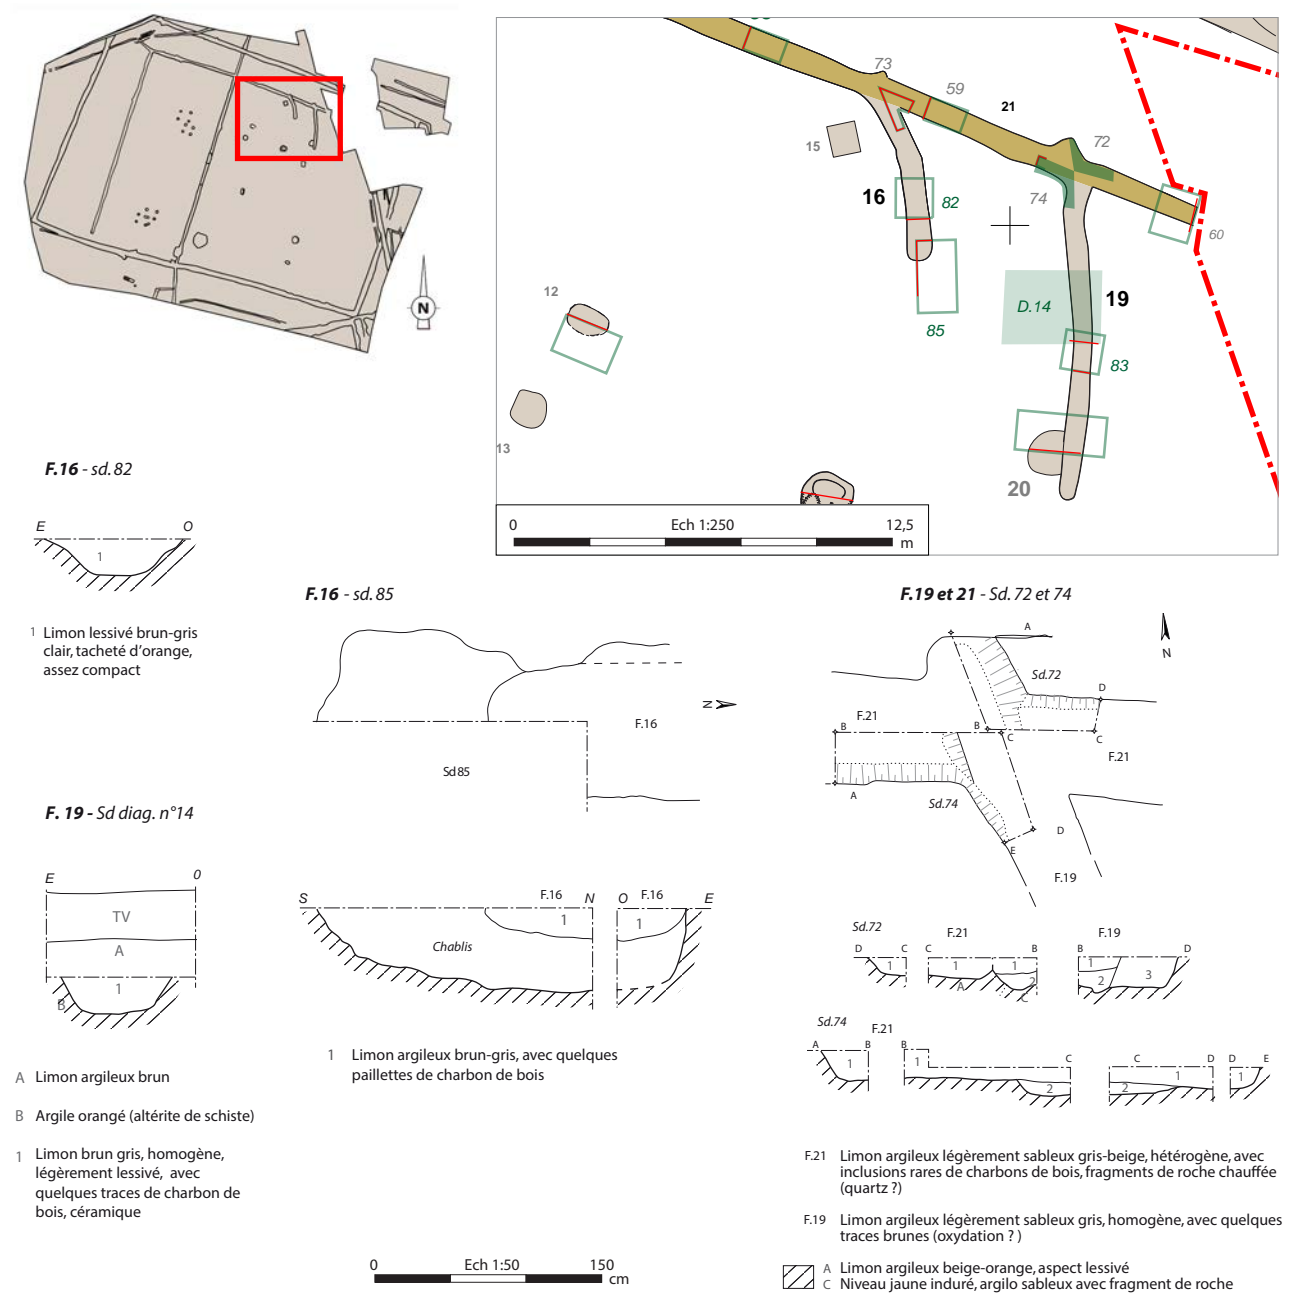 N
73
59
21
72
15
16
82
74
60
12
D.14
19
85
83
13
20
0 Ech 1:250 12,5
m
F.16 - sd. 82
E O
1
1 Limon lessivé brun-gris
clair, tacheté d'orange,
assez compact
F.16 - sd. 85
F.16
N
Sd85
S F.16 N O F.16 E
1 1
Chablis
1 Limon argileux brun-gris, avec quelques
paillettes de charbon de bois
F. 19 - Sd diag. n°14
E 0
TV
A
1
B
A Limon argileux brun
B Argile orangé (altérite de schiste)
1 Limon brun gris, homogène,
légèrement lessivé, avec
quelques traces de charbon de
bois, céramique
0 Ech 1:50 150
cm
F.19 et 21 - Sd. 72 et 74
A
N
Sd.72
D
F.21
B B C C
F.21
A Sd.74
D
E
F.19
Sd.72 F.21 F.19
D C C B B D
1 1 1 1
2 2 3
A C
Sd.74 F.21
A B B C C D D E
1 1 1 1
2 2
F.21 Limon argileux légèrement sableux gris-beige, hétérogène, avec
inclusions rares de charbons de bois, fragments de roche chauffée
(quartz ?)
F.19 Limon argileux légèrement sableux gris, homogène, avec quelques
traces brunes (oxydation ? )
A Limon argileux beige-orange, aspect lessivé
C Niveau jaune induré, argilo sableux avec fragment de roche